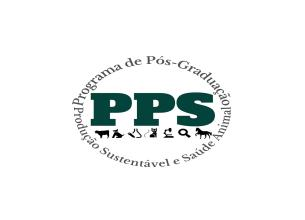 Programa de Pós-Graduação
PPS
Produção Sustentável e Saúde Animal